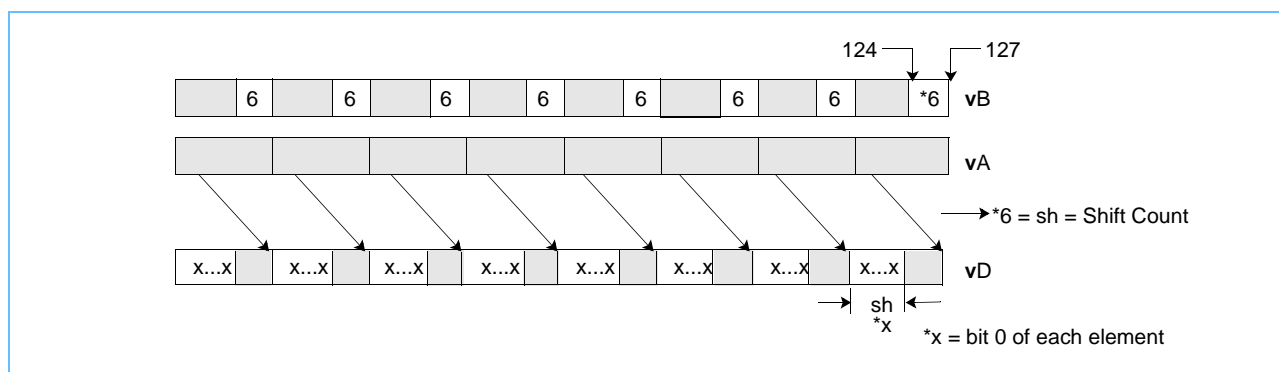 124 127
6 6 6 6 6 6 6 *6 vB
vA
*6 = sh = Shift Count
x...x x...x x...x x...x x...x x...x x...x x...x vD
sh
*x
*x = bit 0 of each element